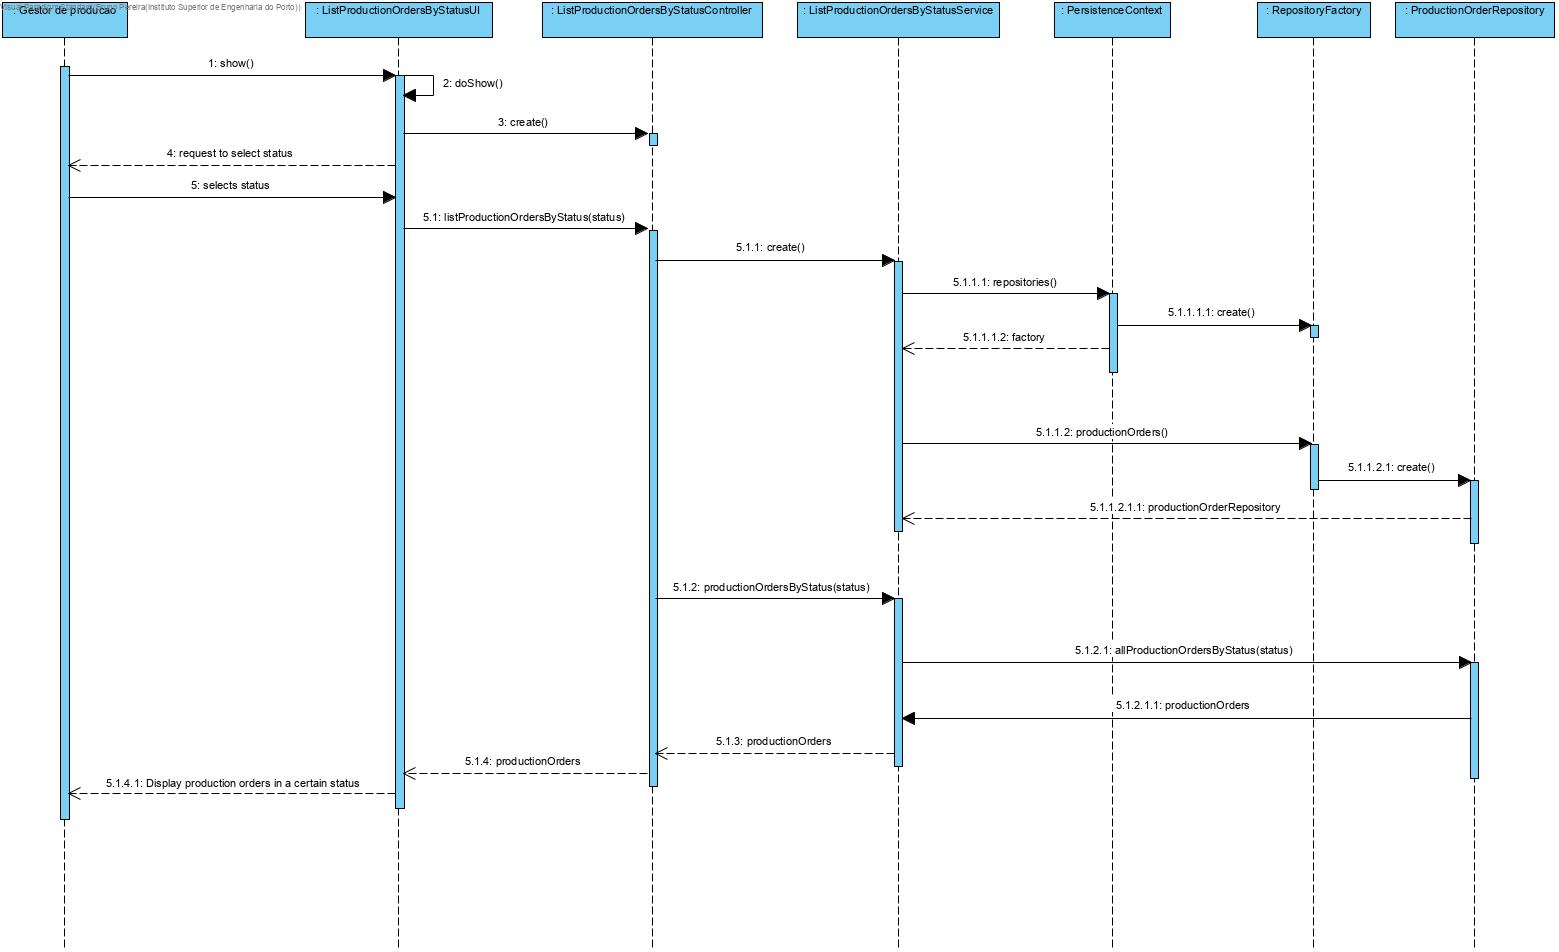 : Gestor de producao
: ListProductionOrdersByStatusUI
: ListProductionOrdersByStatusController
: ListProductionOrdersByStatusService
: PersistenceContext
: RepositoryFactory
: ProductionOrderRepository
Pereira(Instituto Superior de Engenharia do Porto))
1: show()
2: doShow()
3: create()
4: request to select status
5: selects status
5.1: listProductionOrdersByStatus(status)
5.1.1: create()
5.1.1.1: repositories()
5.1.1.1.1: create()
5.1.1.1.2: factory
5.1.1.2: productionOrders()
5.1.1.2.1: create()
5.1.1.2.1.1: productionOrderRepository
5.1.2: productionOrdersByStatus(status)
5.1.2.1: allProductionOrdersByStatus(status)
5.1.2.1.1: productionOrders
5.1.3: productionOrders
5.1.4: productionOrders
5.1.4.1: Display production orders in a certain status